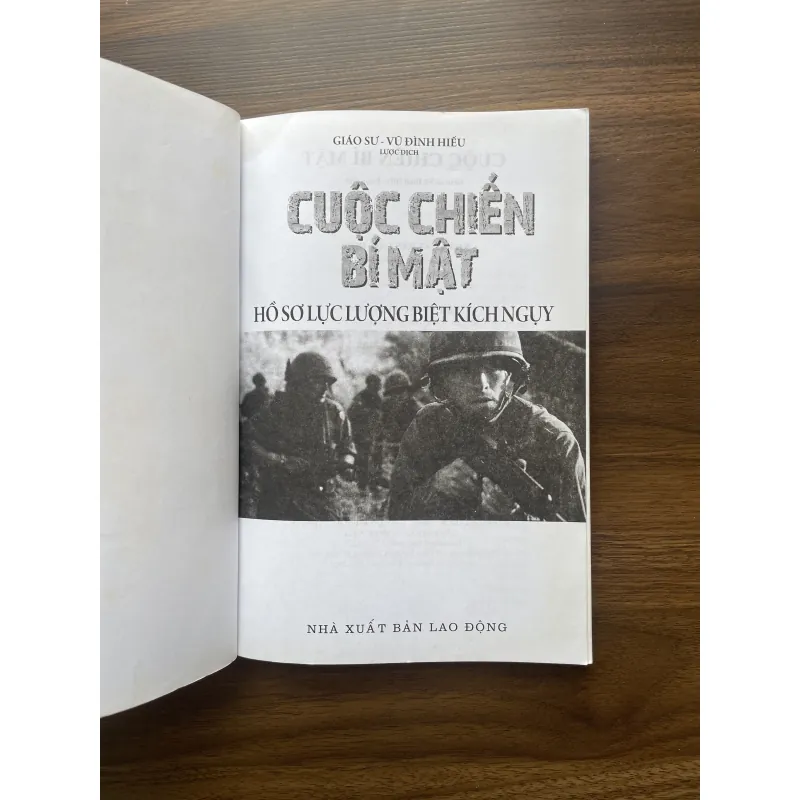 GIÁO SƯ - VŨ ĐÌNH HIẾU
LƯỢC DỊCH
CUỘC CHIẾN
BÍ MẬT
HỒ SƠ LỰC LƯỢNG BIỆT KÍCH NGỤY
NHÀ XUẤT BẢN LAO ĐỘNG